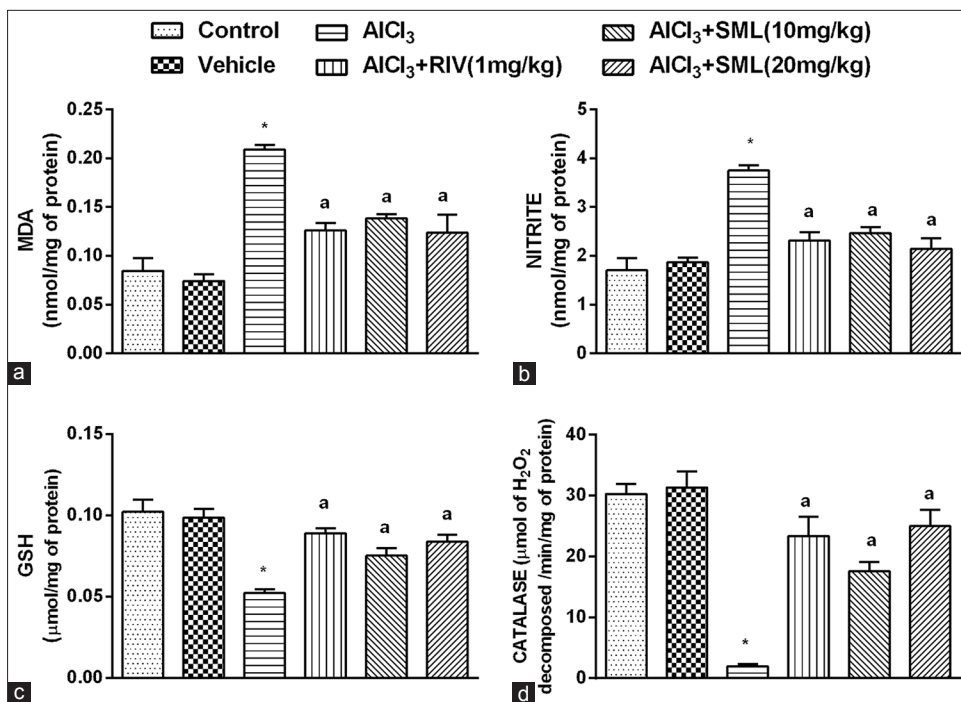 Control
AlCl₃
AlCl₃+SML(10mg/kg)
Vehicle
AlCl₃+RIV(1mg/kg)
AlCl₃+SML(20mg/kg)
MDA
(nmol/mg of protein)
0.25
0.20
0.15
0.10
0.05
0.00
*
a
a
a
a
NITRITE
(nmol/mg of protein)
5
4
3
2
1
0
*
a
a
a
b
GSH
(µmol/mg of protein)
0.15
0.10
0.05
0.00
*
a
a
a
c
CATALASE (µmol of H₂O₂
decomposed /min/mg of protein)
40
30
20
10
0
*
a
a
a
d